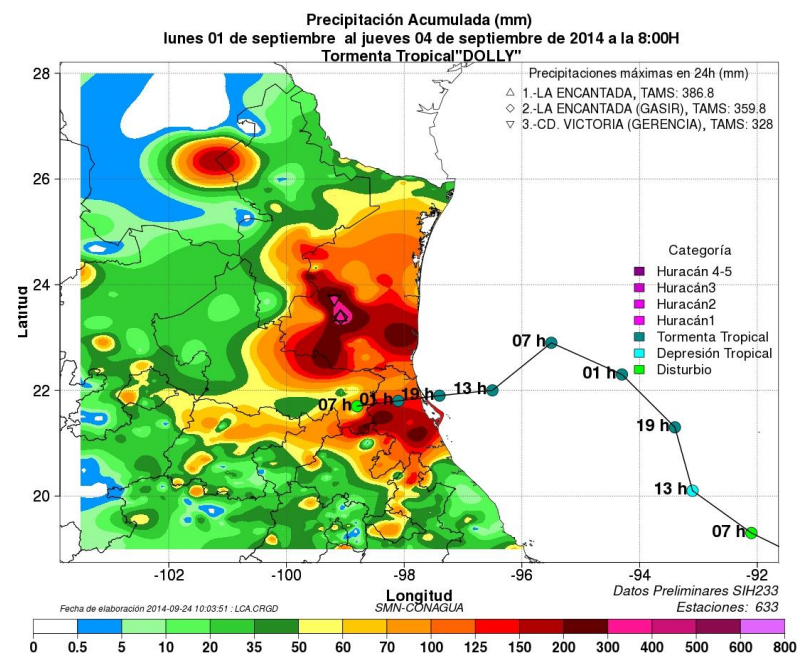 Precipitación Acumulada (mm)
lunes 01 de septiembre al jueves 04 de septiembre de 2014 a la 8:00H
Tormenta Tropical"DOLLY"
Precipitaciones máximas en 24h (mm)
1.-LA ENCANTADA, TAMS: 386.8
2.-LA ENCANTADA (GASIR), TAMS: 359.8
3.-CD. VICTORIA (GERENCIA), TAMS: 328
28
26
24
22
20
Latitud
Categoría
Huracán 4-5
Huracán3
Huracán2
Huracán1
Tormenta Tropical
Depresión Tropical
Disturbio
07 h
01 h
19 h
13 h
07 h
01 h
19 h
13 h
07 h
-102 -100 -98 -96 -94 -92
Longitud
Datos Preliminares SIH233
Fecha de elaboración 2014-09-24 10:03:51 : LCA.CRGD
SMN-CONAGUA
Estaciones: 633
0 0.5 5 10 20 35 50 60 70 100 125 150 200 300 400 500 600 800